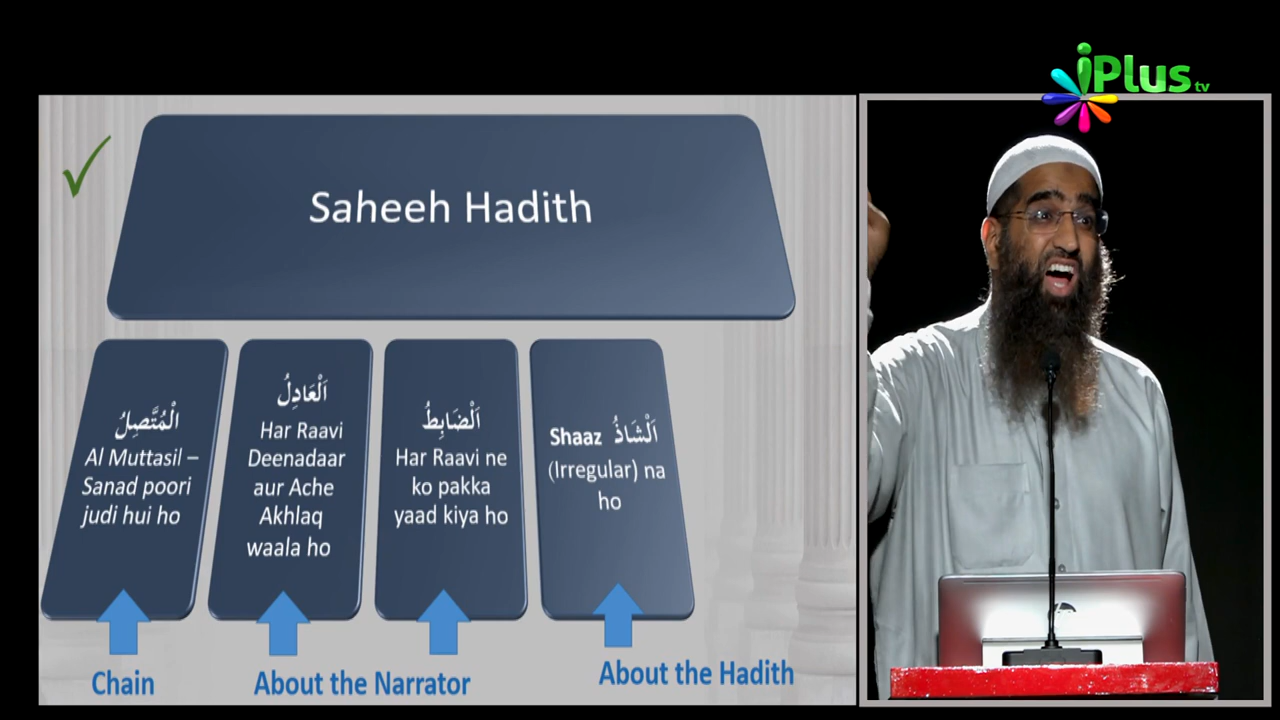 iPlus tv
Saheeh Hadith
الْمُتَّصِلُ
Al Muttasil –
Sanad poori
judi hui ho
اَلْعَادِلُ
Har Raavi
Deenadaar
aur Ache
Akhlaq
waala ho
اَلْضَابِطُ
Har Raavi ne
ko pakka
yaad kiya ho
Shaaz اَلْشَاذُ
(Irregular) na
ho
Chain
About the Narrator
About the Hadith